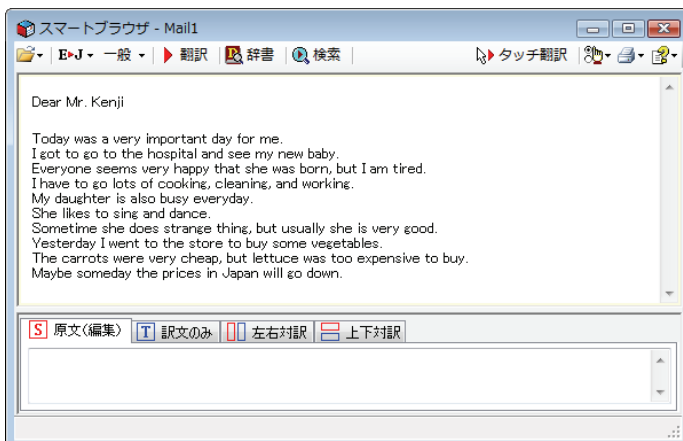 スマートブラウザ - Mail1
E▸J 一般 翻訳 辞書 検索 タッチ翻訳
Dear Mr. Kenji
Today was a very important day for me.
I got to go to the hospital and see my new baby.
Everyone seems very happy that she was born, but I am tired.
I have to go lots of cooking, cleaning, and working.
My daughter is also busy everyday.
She likes to sing and dance.
Sometime she does strange thing, but usually she is very good.
Yesterday I went to the store to buy some vegetables.
The carrots were very cheap, but lettuce was too expensive to buy.
Maybe someday the prices in Japan will go down.
S 原文(編集) T 訳文のみ 左右対訳 上下対訳